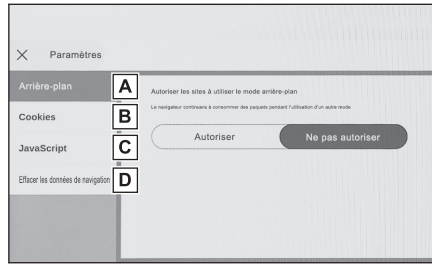 Paramètres
Arrière-plan
A
Autoriser les sites à utiliser le mode arrière-plan
Le navigateur continuera à consommer des paquets pendant l'utilisation d'un autre mode
Cookies
B
Autoriser
Ne pas autoriser
JavaScript
C
Effacer les données de navigation
D